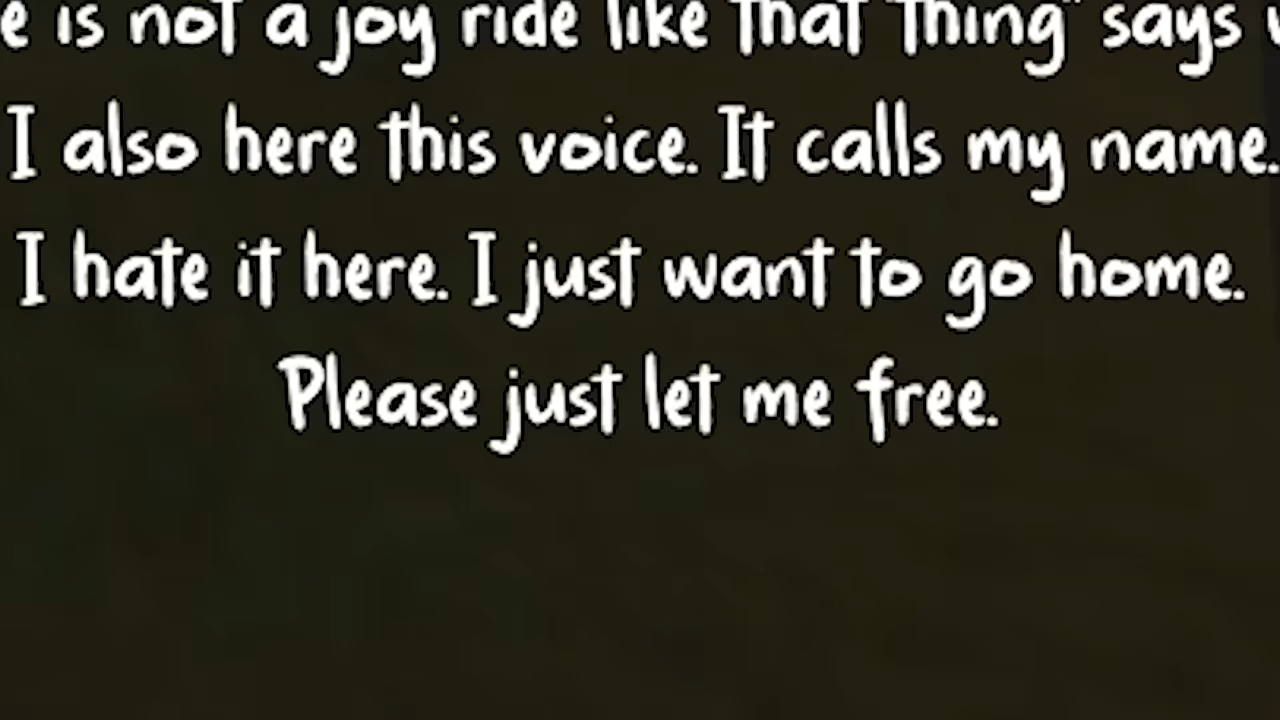 e is not a joy ride like that "thing" says
I also here this voice. It calls my name.
I hate it here. I just want to go home.
Please just let me free.